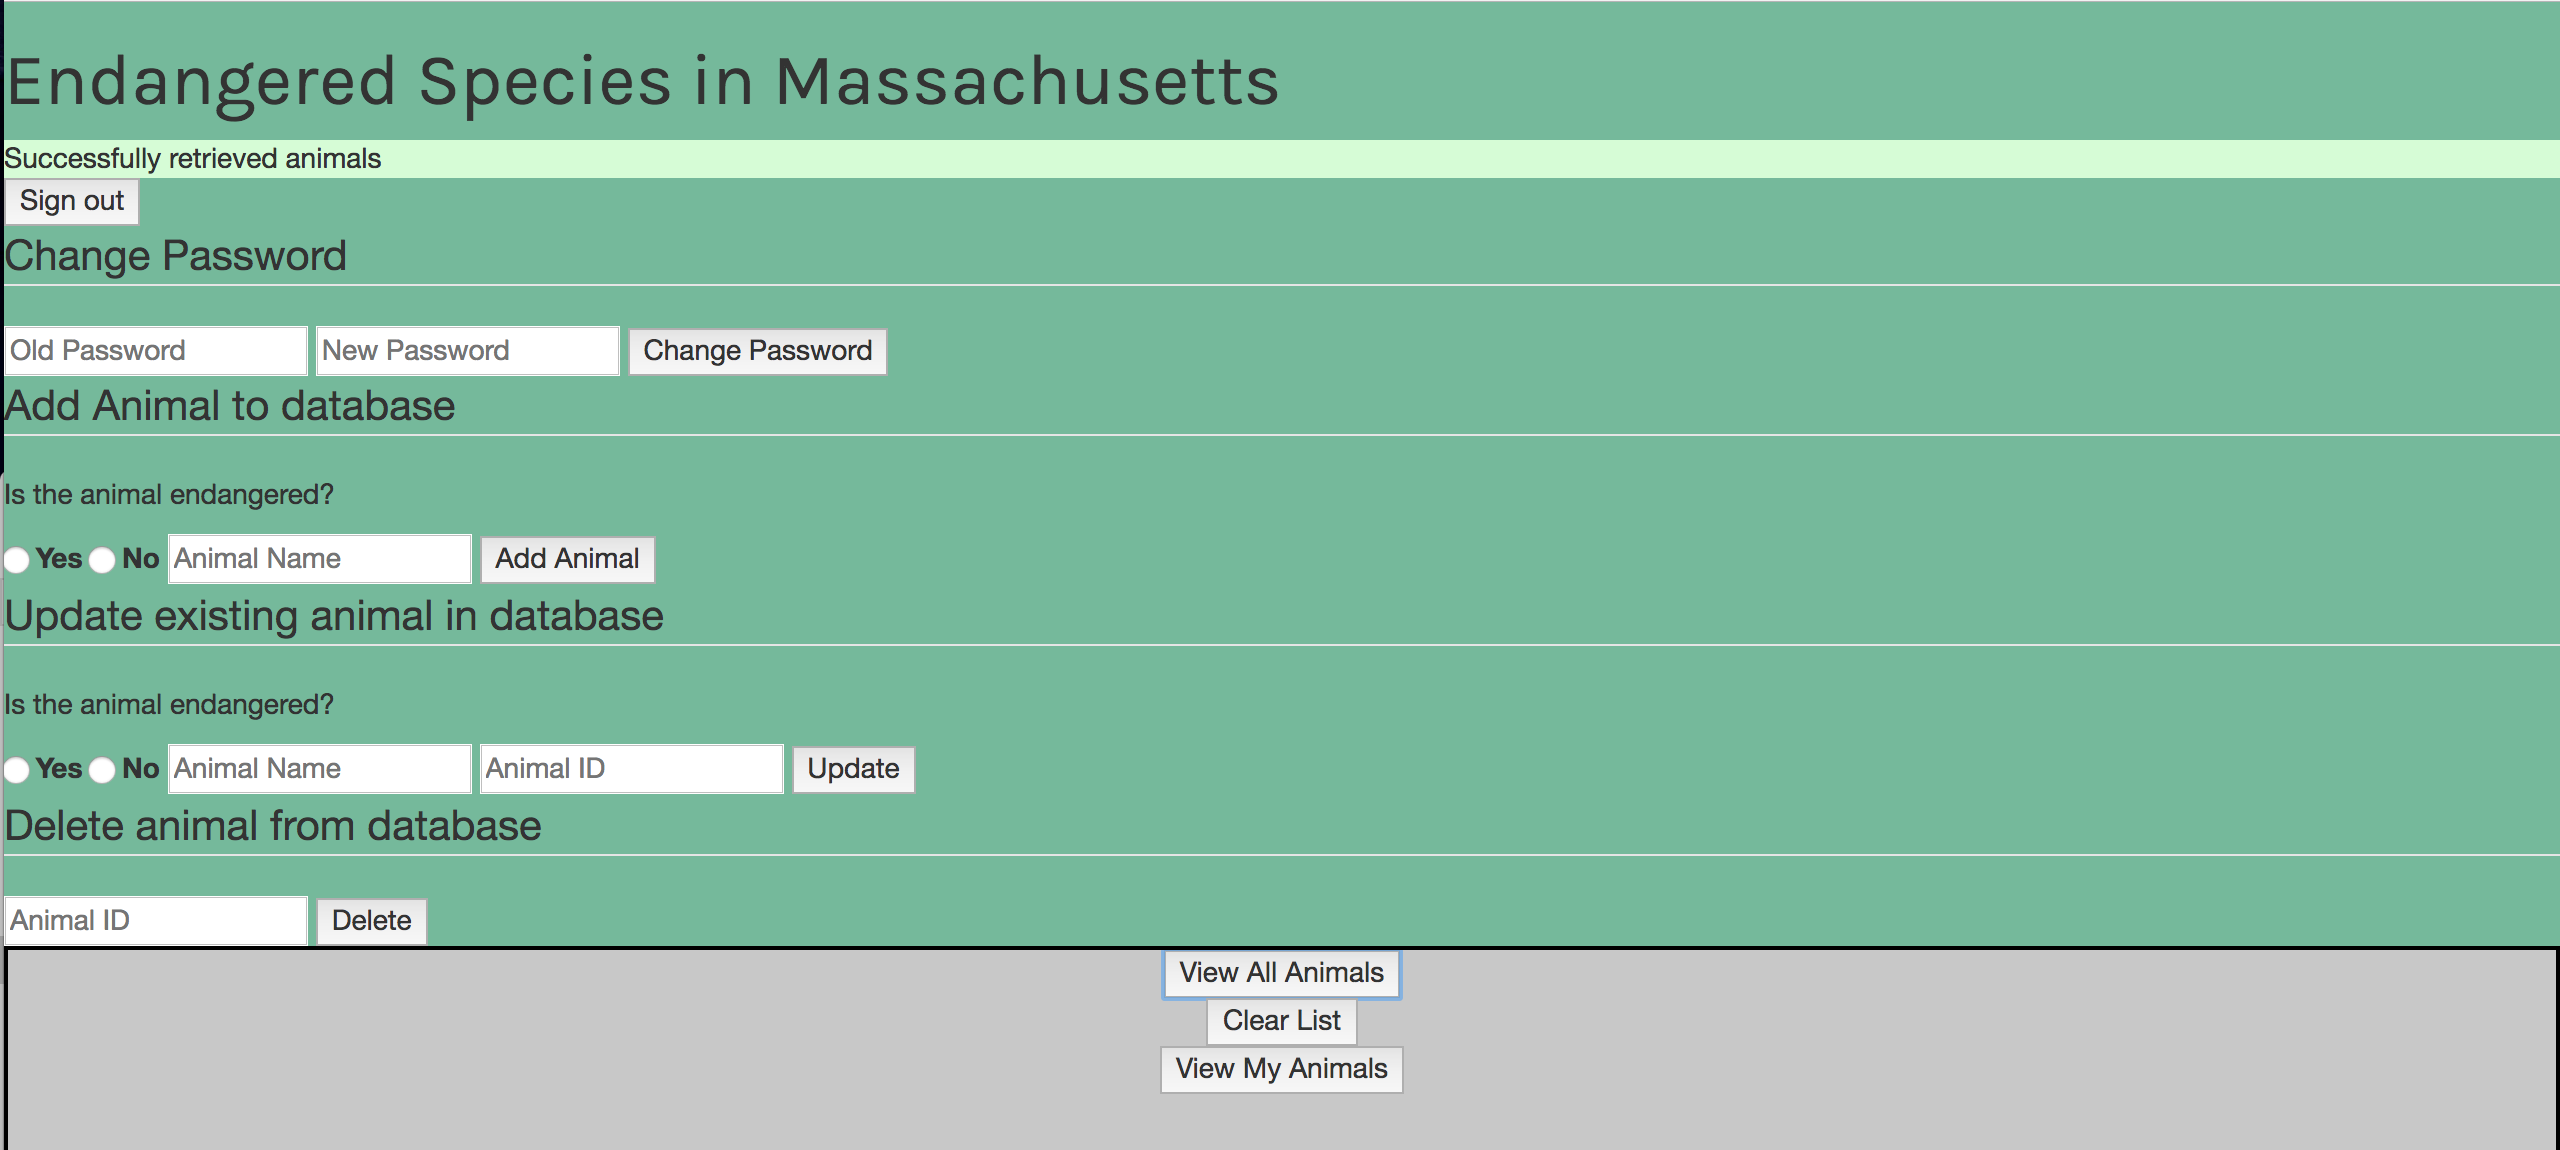 Endangered Species in Massachusetts
Successfully retrieved animals
Sign out
Change Password
Old Password New Password Change Password
Add Animal to database
Is the animal endangered?
Yes No Animal Name Add Animal
Update existing animal in database
Is the animal endangered?
Yes No Animal Name Animal ID Update
Delete animal from database
Animal ID Delete
View All Animals
Clear List
View My Animals